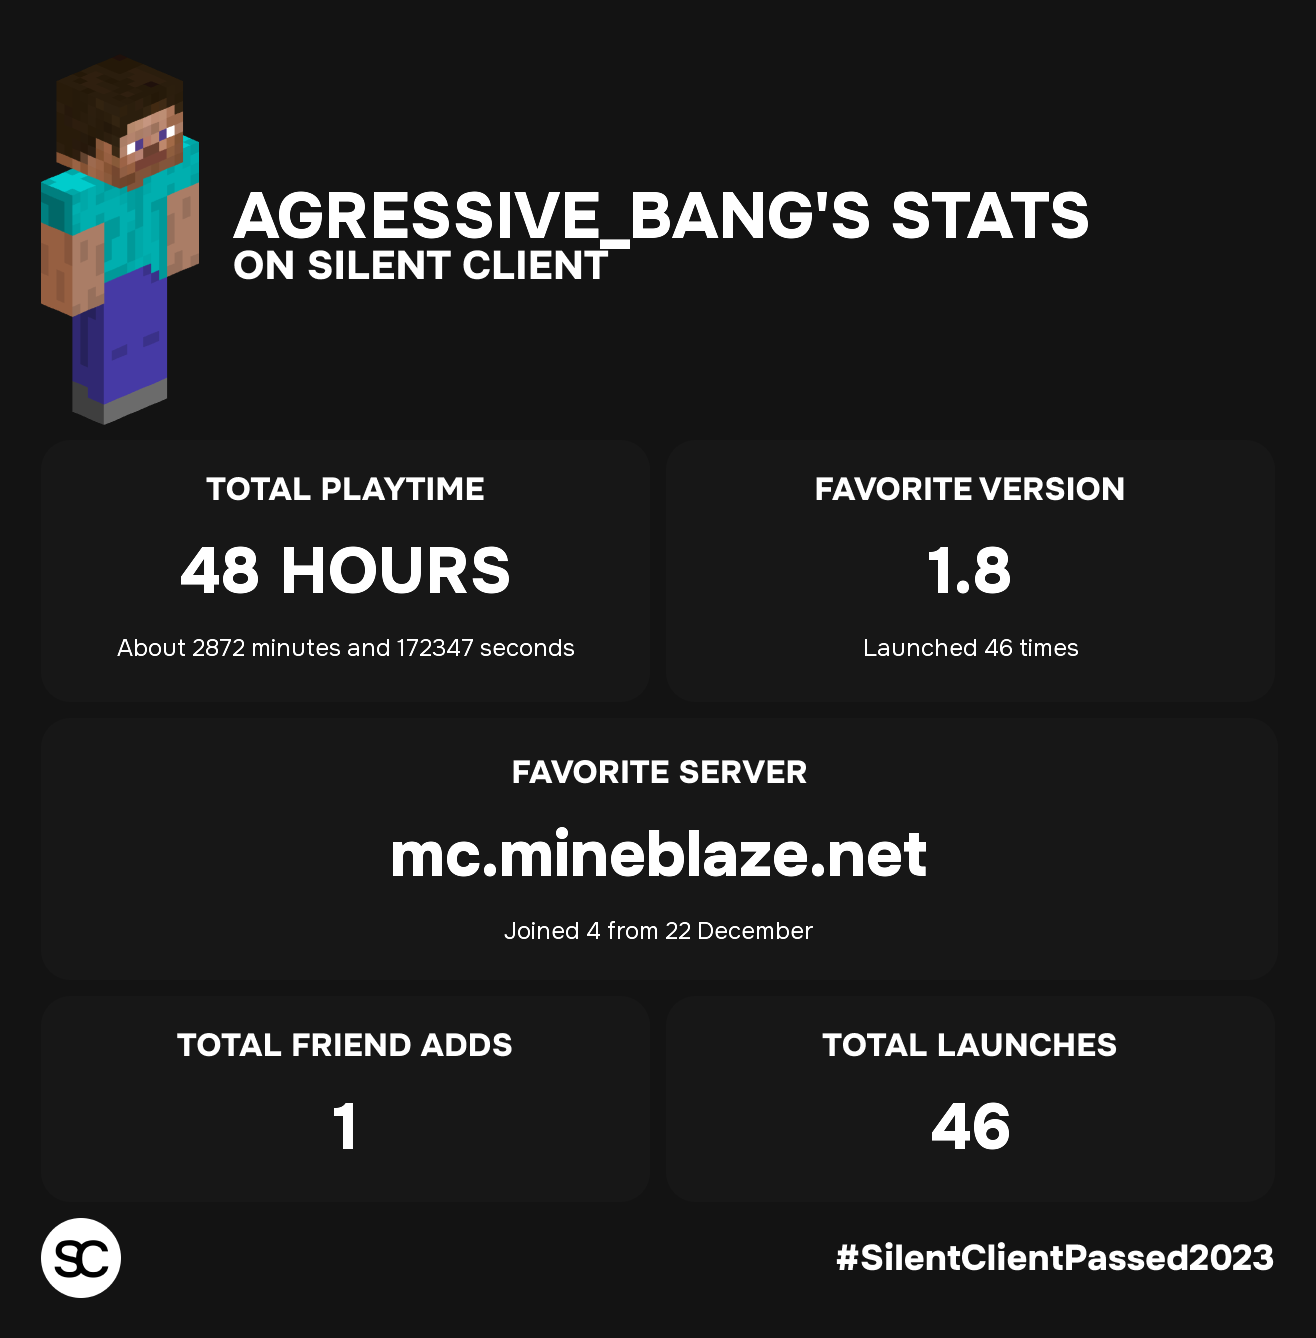 AGRESSIVE_BANG'S STATS
ON SILENT CLIENT
TOTAL PLAYTIME
48 HOURS
About 2872 minutes and 172347 seconds
FAVORITE VERSION
1.8
Launched 46 times
FAVORITE SERVER
mc.mineblaze.net
Joined 4 from 22 December
TOTAL FRIEND ADDS
1
TOTAL LAUNCHES
46
SC
#SilentClientPassed2023